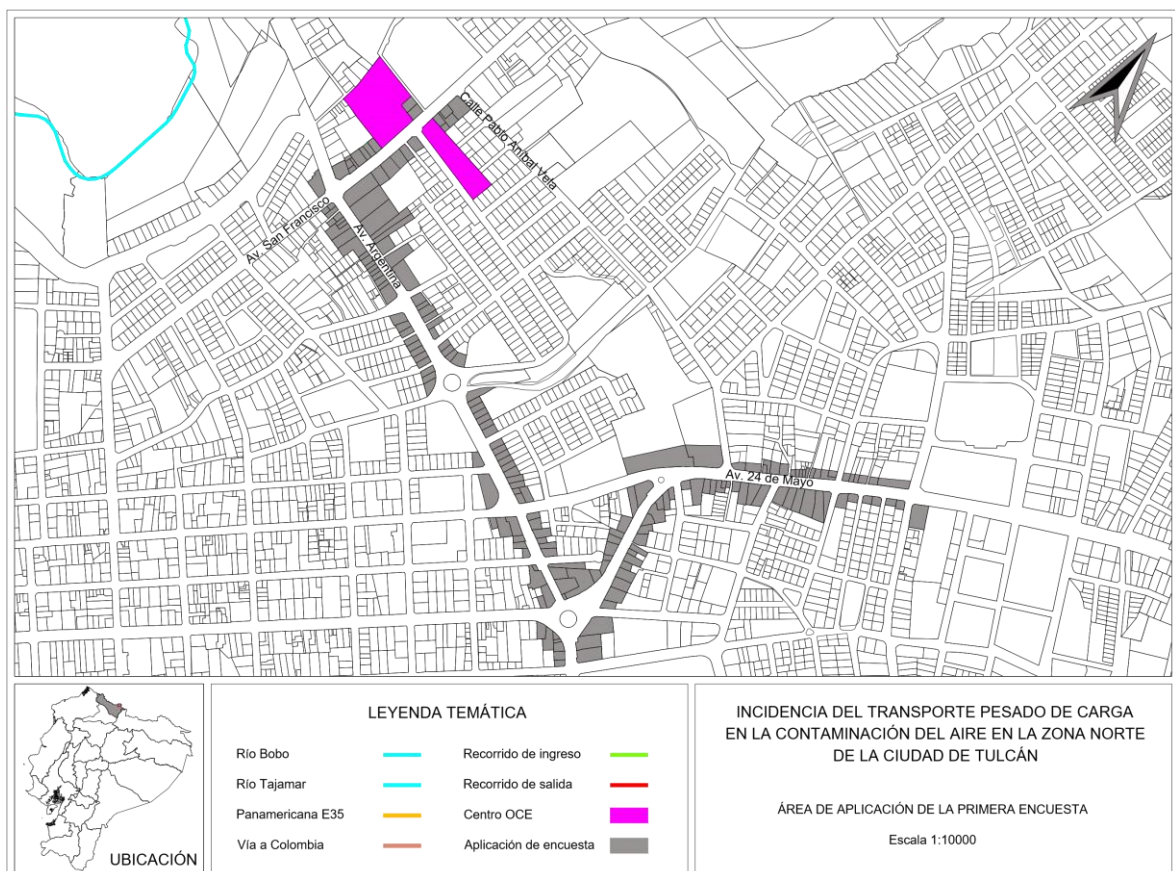 Calle Pablo Aníbal Vela
Av. San Francisco
Av. Argentina
Av. 24 de Mayo
UBICACIÓN
LEYENDA TEMÁTICA
Río Bobo
Río Tajamar
Panamericana E35
Vía a Colombia
Recorrido de ingreso
Recorrido de salida
Centro OCE
Aplicación de encuesta
INCIDENCIA DEL TRANSPORTE PESADO DE CARGA
EN LA CONTAMINACIÓN DEL AIRE EN LA ZONA NORTE
DE LA CIUDAD DE TULCÁN
ÁREA DE APLICACIÓN DE LA PRIMERA ENCUESTA
Escala 1:10000